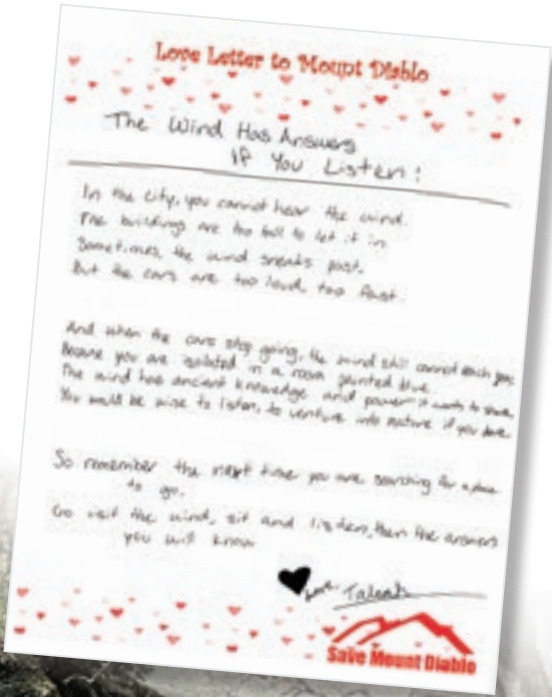 Love Letter to Mount Diablo
The Wind Has Answers
If You Listen:
In the city, you cannot hear the wind.
The buildings are too tall to let it in
Sometimes, the wind sneaks past.
But the cars are too loud, too fast.
And when the cars stop going, the wind still cannot reach you,
Because you are isolated in a room painted blue.
The wind has ancient knowledge and power it wants to share,
You would be wise to listen, to venture into nature if you dare.
So remember the next time you are searching for a place
to go.
Go visit the wind, sit and listen, then the answers
you will know
Love
Save Mount Diablo